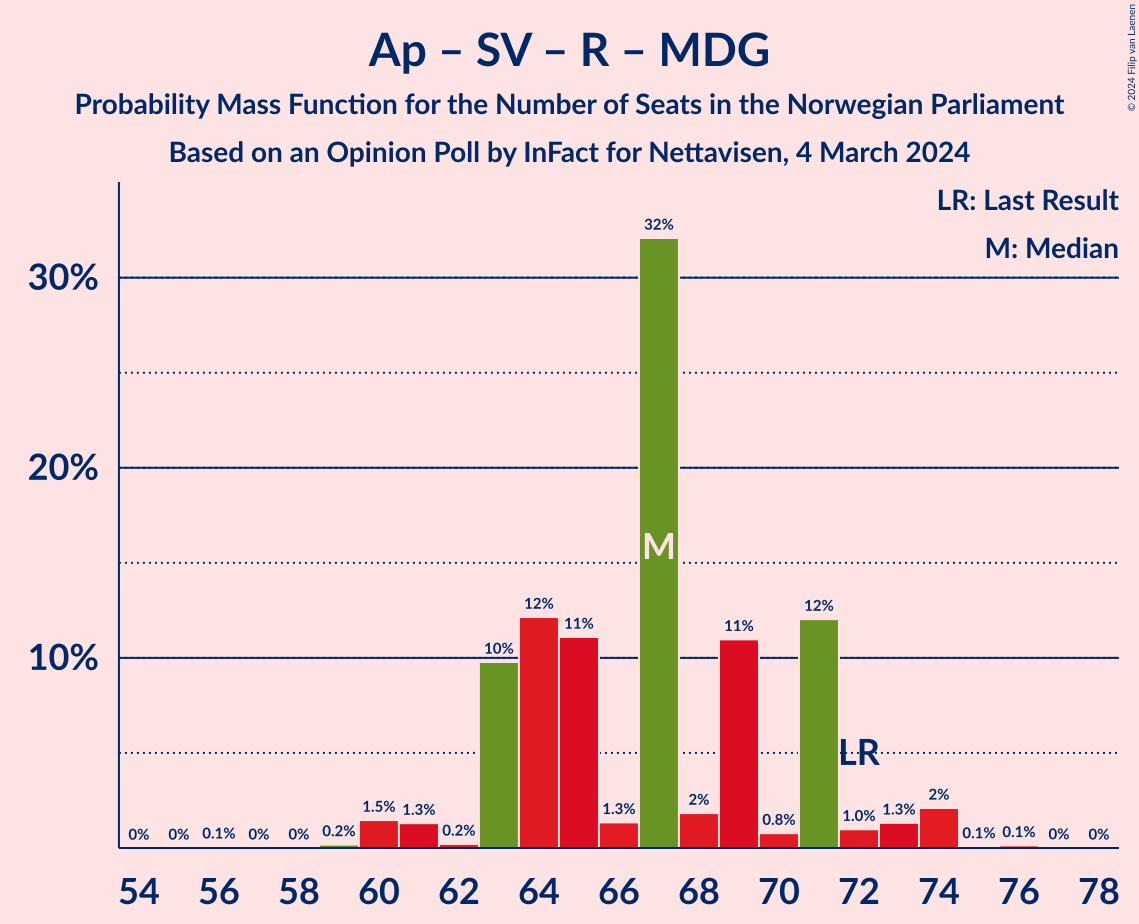 Ap – SV – R – MDG
Probability Mass Function for the Number of Seats in the Norwegian Parliament
Based on an Opinion Poll by InFact for Nettavisen, 4 March 2024
© 2024 Filip van Laenen
LR: Last Result
M: Median
30%
20%
10%
0% 0% 0.1% 0% 0% 0.2% 1.5% 1.3% 0.2% 10% 12% 11% 1.3% 32% 2% 11% 0.8% 12% 1.0% 1.3% 2% 0.1% 0.1% 0% 0%
M
LR
54 56 58 60 62 64 66 68 70 72 74 76 78